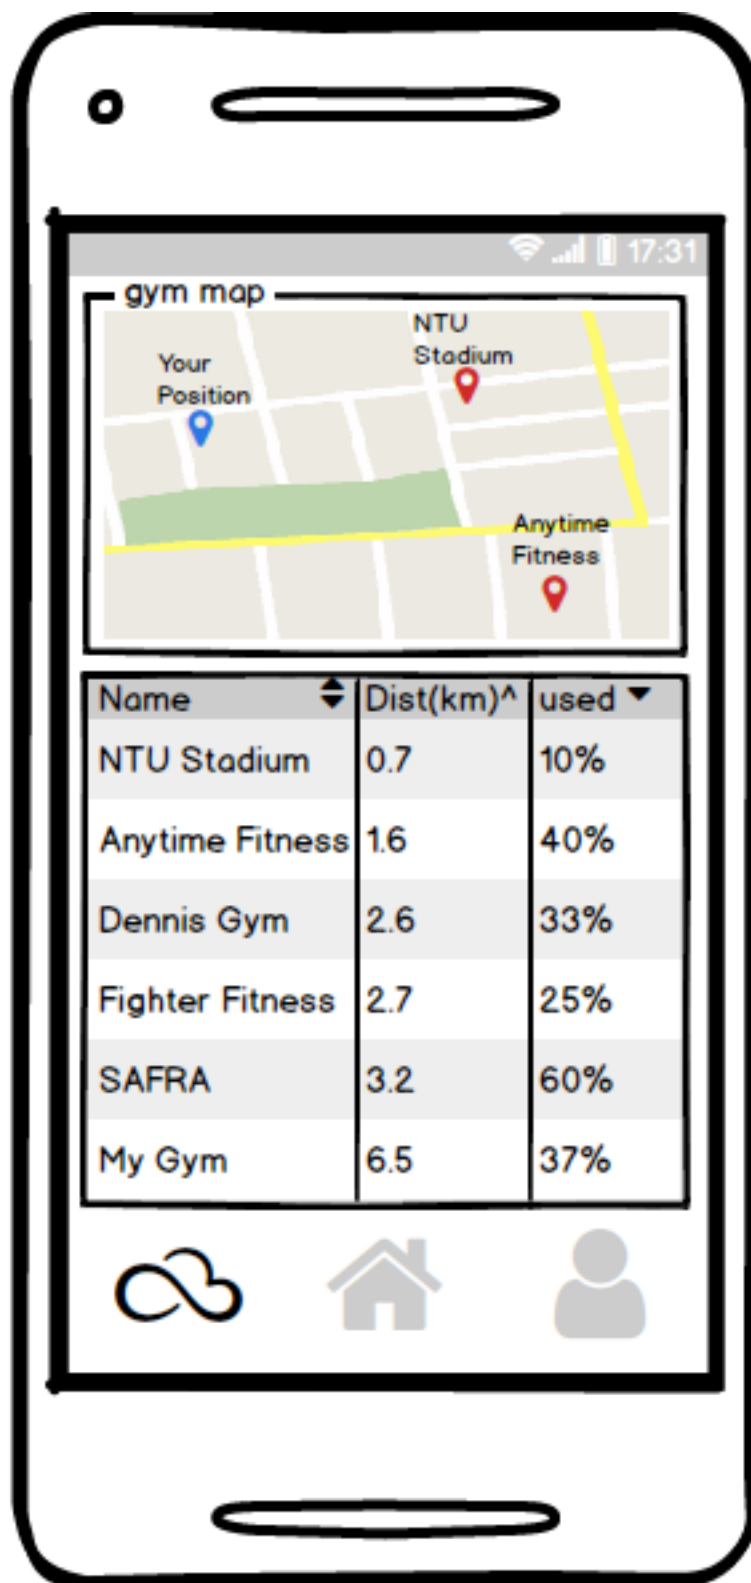 17:31
gym map
NTU
Stadium
Your
Position
Anytime
Fitness
Name Dist(km)^ used
NTU Stadium 0.7 10%
Anytime Fitness 1.6 40%
Dennis Gym 2.6 33%
Fighter Fitness 2.7 25%
SAFRA 3.2 60%
My Gym 6.5 37%